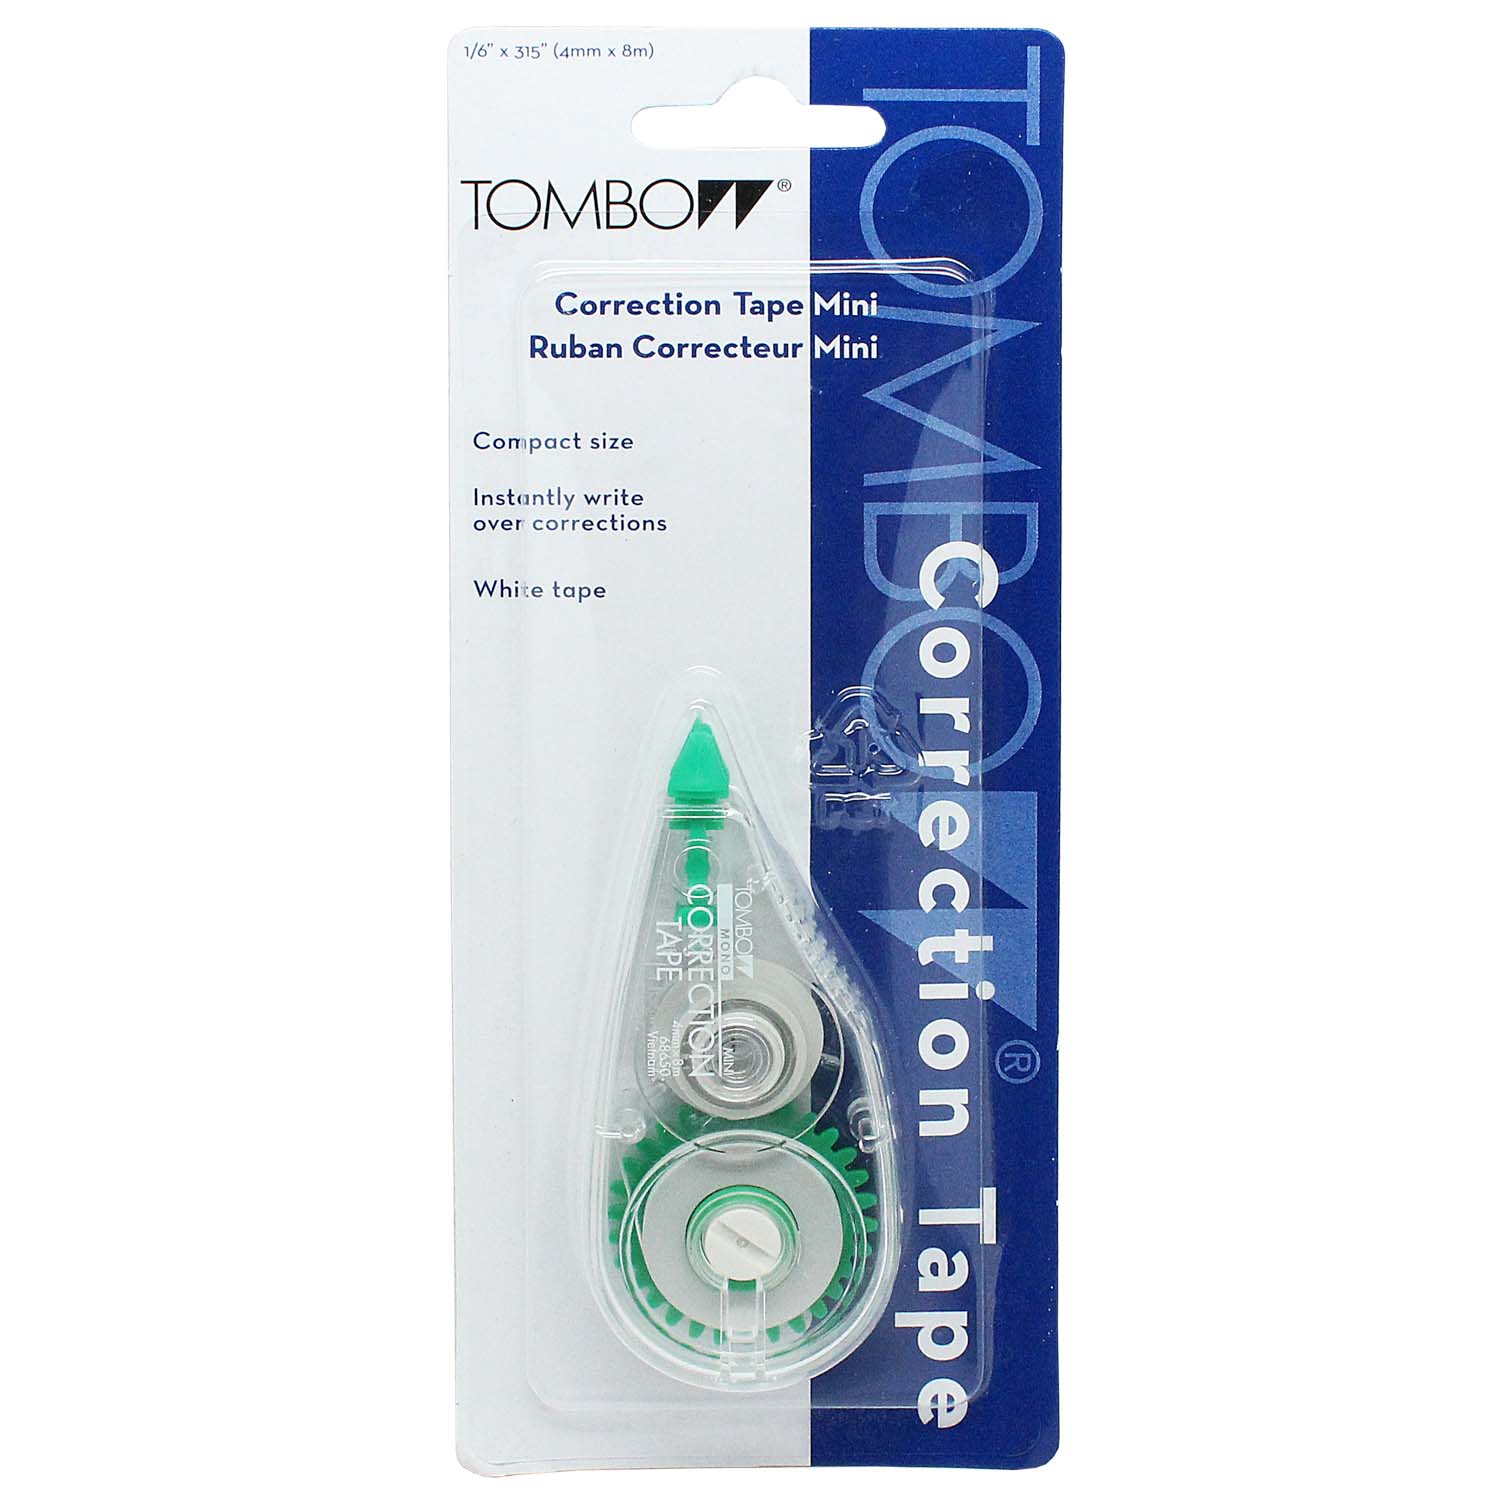 1/6" x 315" (4mm x 8m)
TOMBOW®
Correction Tape Mini
Ruban Correcteur Mini
Compact size
Instantly write
over corrections
White tape
TOMBOW®
Correction Tape
TOMBOW
MONO
CORRECTION
TAPE
MINI
4mm×8m
68650
Vietnam